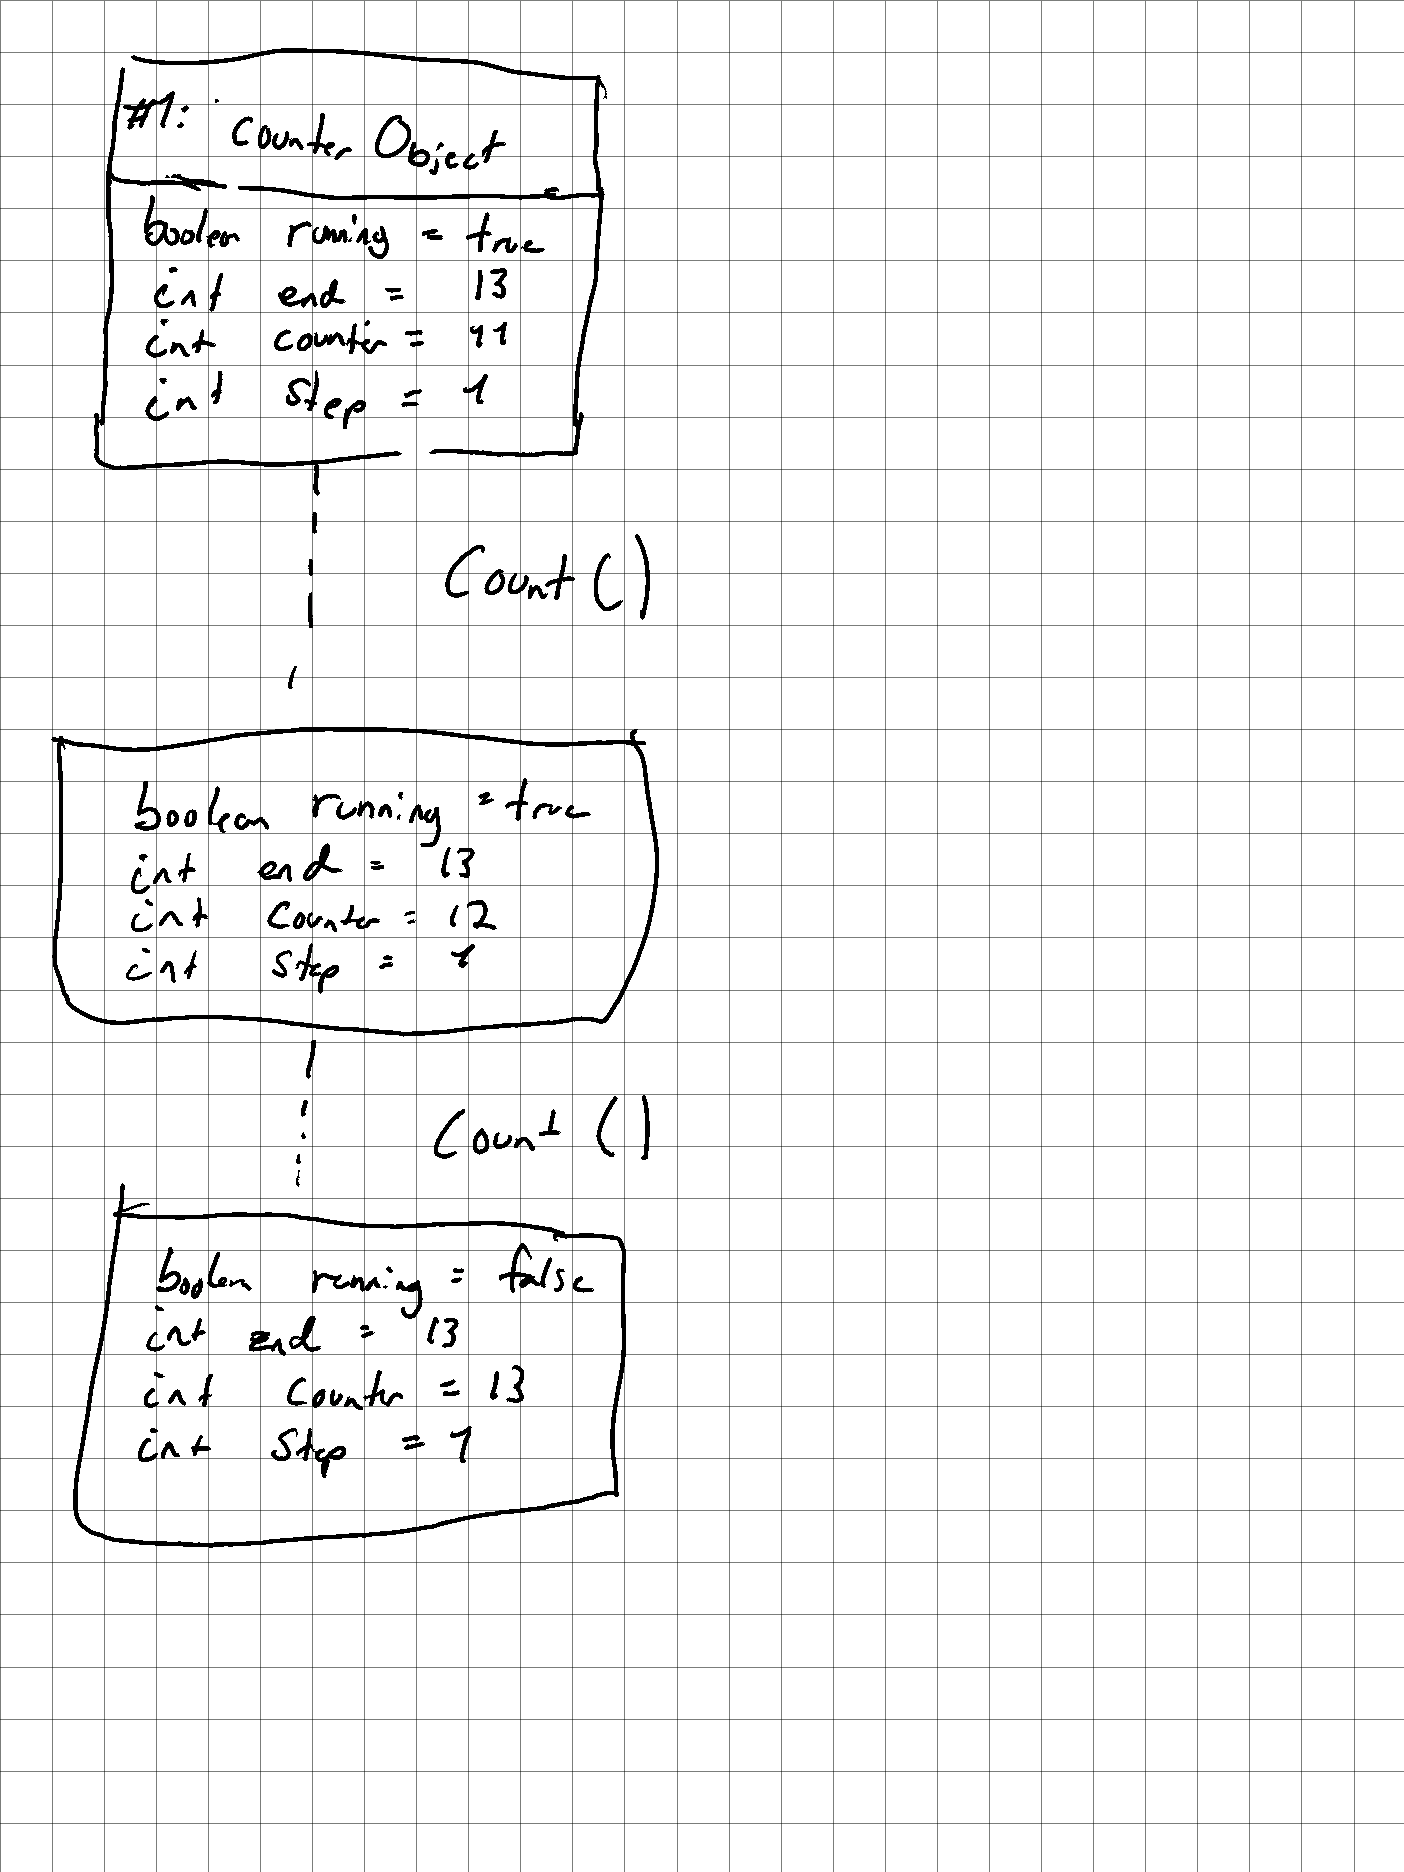 #1: Counter Object
boolean running = true
int end = 13
int counter = 11
int step = 1
Count ()
boolean running = true
int end = 13
int counter = 12
int step = 1
Count ()
boolean running = false
int end = 13
int counter = 13
int step = 1